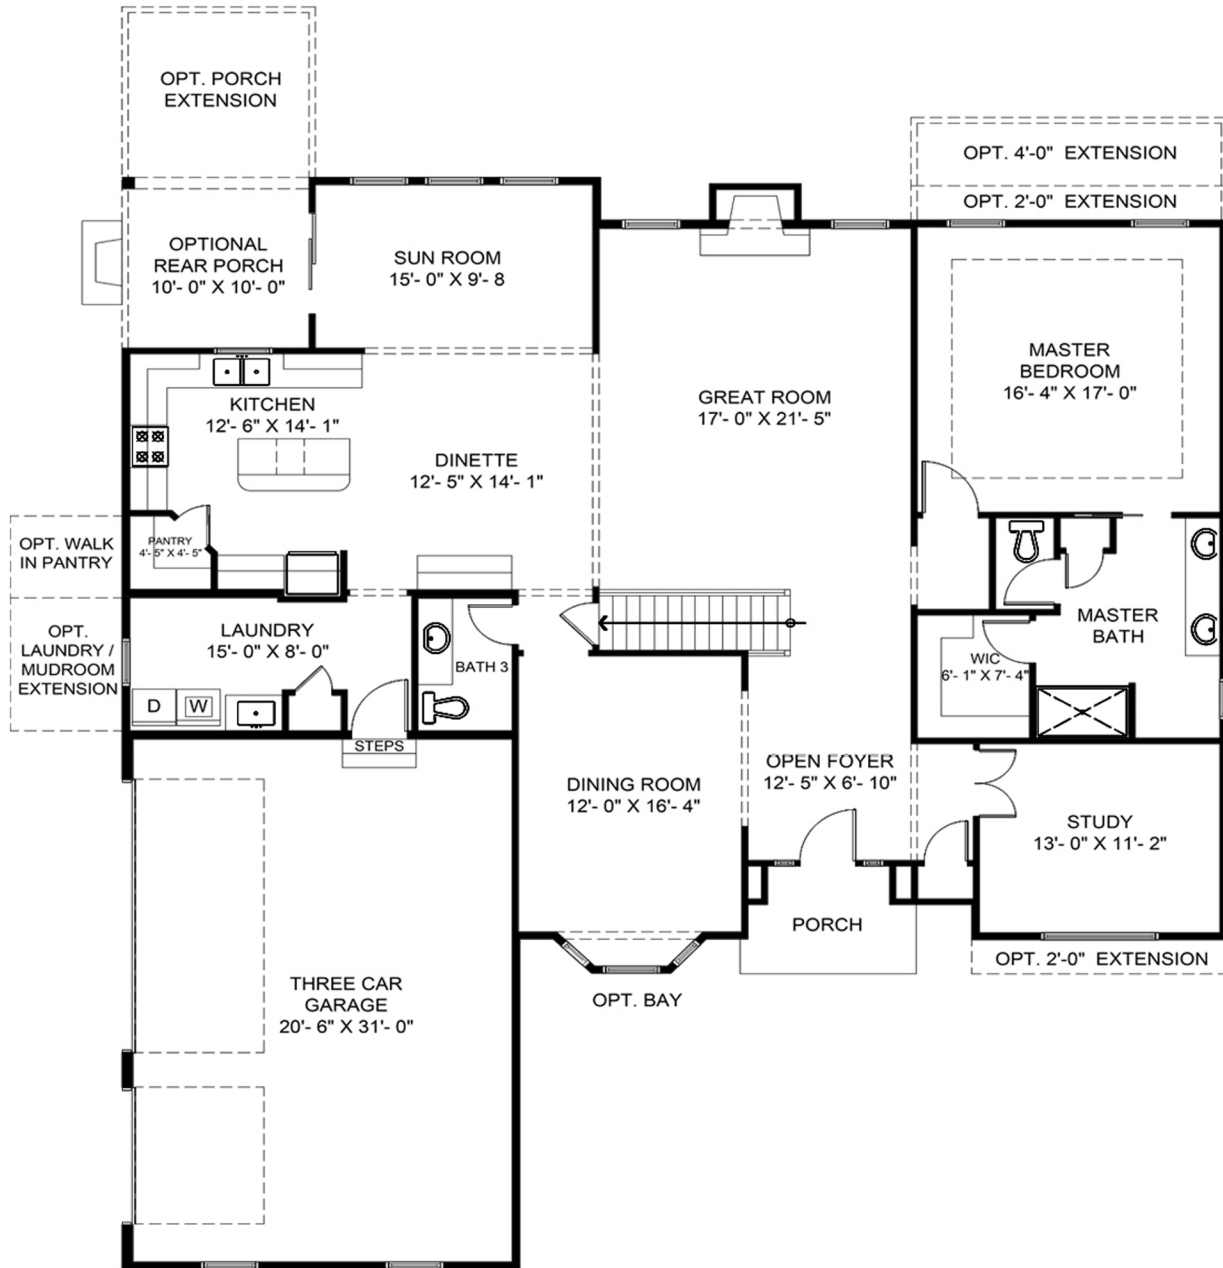 OPT. PORCH
EXTENSION
OPT. 4'-0" EXTENSION
OPT. 2'-0" EXTENSION
OPTIONAL
REAR PORCH
10'- 0" X 10'- 0"
SUN ROOM
15'- 0" X 9'- 8
MASTER
BEDROOM
16'- 4" X 17'- 0"
GREAT ROOM
17'- 0" X 21'- 5"
KITCHEN
12'- 6" X 14'- 1"
DINETTE
12'- 5" X 14'- 1"
OPT. WALK
IN PANTRY
PANTRY
4'- 5" X 4'- 5"
OPT.
LAUNDRY /
MUDROOM
EXTENSION
LAUNDRY
15'- 0" X 8'- 0"
D
W
BATH 3
MASTER
BATH
WIC
6'- 1" X 7'- 4"
STEPS
OPEN FOYER
12'- 5" X 6'- 10"
DINING ROOM
12'- 0" X 16'- 4"
STUDY
13'- 0" X 11'- 2"
PORCH
OPT. 2'-0" EXTENSION
OPT. BAY
THREE CAR
GARAGE
20'- 6" X 31'- 0"